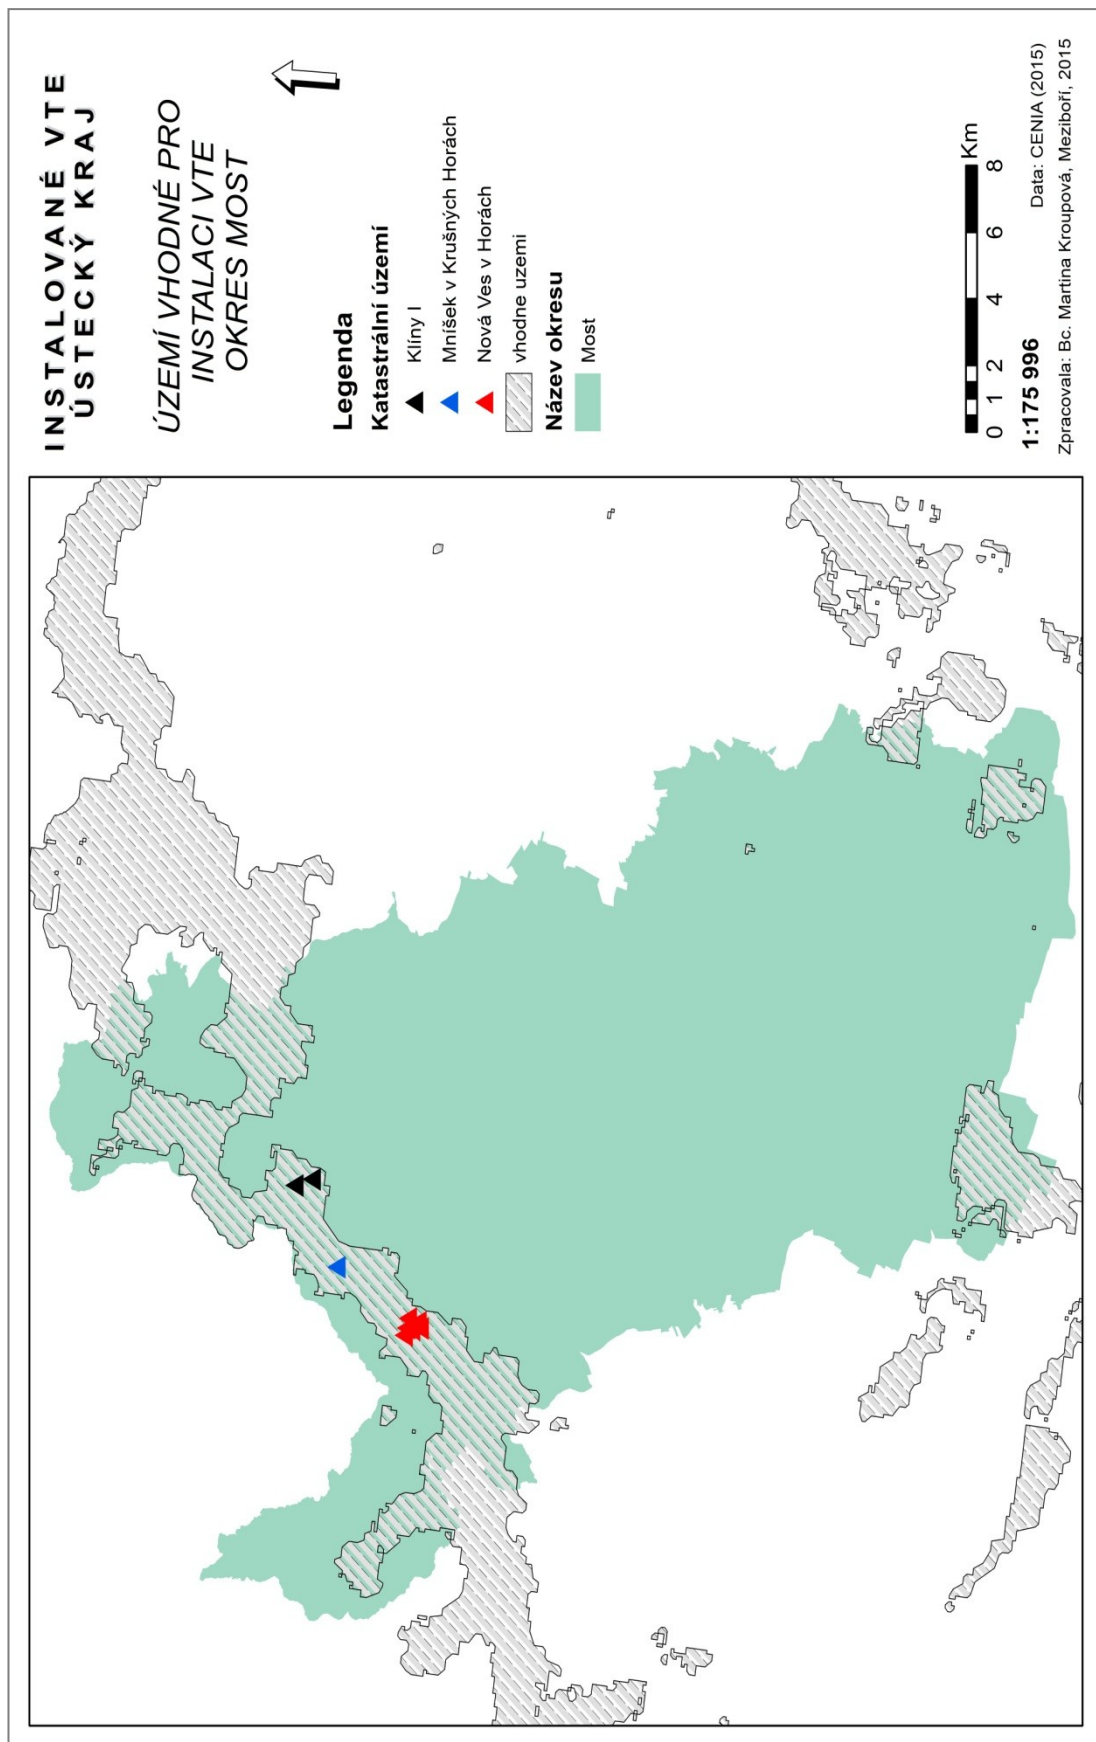 INSTALOVANÉ VTE
ÚSTECKÝ KRAJ
ÚZEMÍ VHODNÉ PRO
INSTALACI VTE
OKRES MOST
Legenda
Katastrální území
Klíny I
Mníšek v Krušných Horách
Nová Ves v Horách
vhodne uzemi
Název okresu
Most
0 1 2 4 6 8 Km
1:175 996
Data: CENIA (2015)
Zpracovala: Bc. Martina Kroupová, Meziboří, 2015